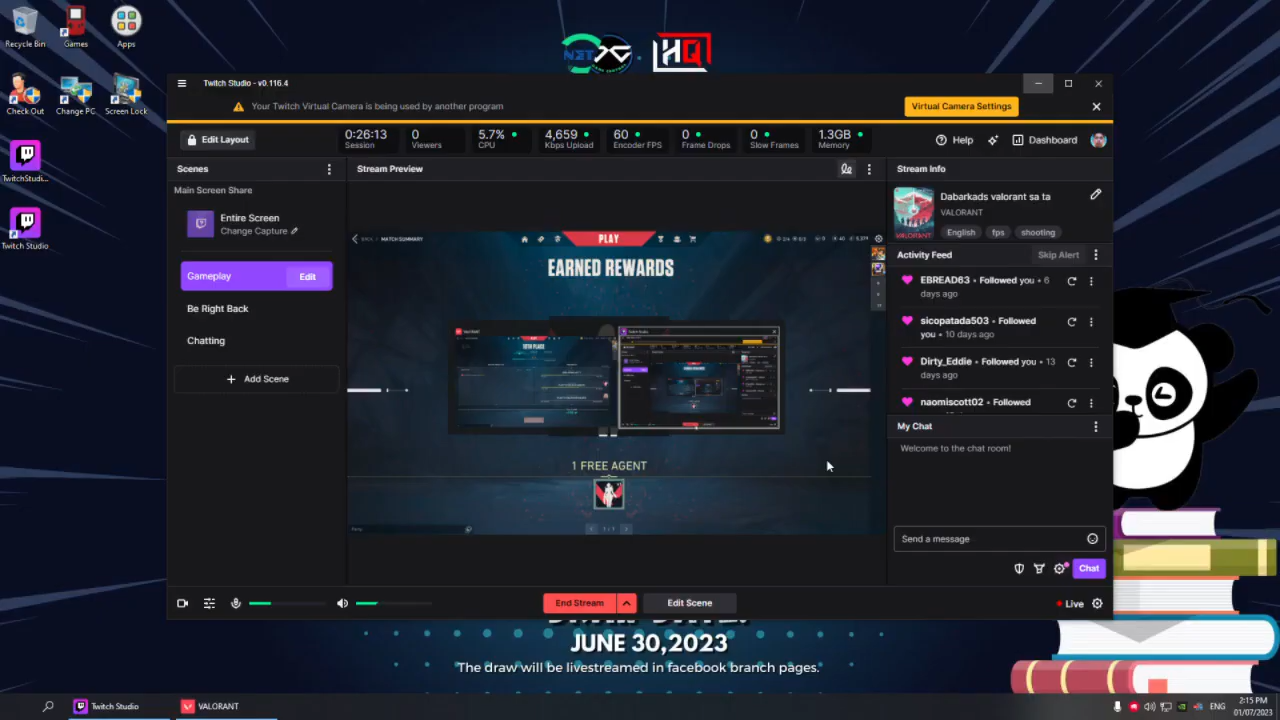 Recycle Bin
Games
Apps
Check Out
Change PC
Screen Lock
TwitchStudi...
Twitch Studio
NET
HQ
Twitch Studio - v0.116.4
Your Twitch Virtual Camera is being used by another program
Virtual Camera Settings
Edit Layout
0:26:13
Session
0
Viewers
5.7%
CPU
4,659
Kbps Upload
60
Encoder FPS
0
Frame Drops
0
Slow Frames
1.3GB
Memory
Help
Dashboard
Scenes
Main Screen Share
Entire Screen
Change Capture
Gameplay
Edit
Be Right Back
Chatting
Add Scene
Stream Preview
BACK / MATCH SUMMARY
PLAY
EARNED REWARDS
1 FREE AGENT
Stream Info
Dabarkads valorant sa ta
VALORANT
English
fps
shooting
Activity Feed
Skip Alert
EBREAD63 • Followed you • 6
days ago
sicopatada503 • Followed
you • 10 days ago
Dirty_Eddie • Followed you • 13
days ago
naomiscott02 • Followed
My Chat
Welcome to the chat room!
Send a message
Chat
End Stream
Edit Scene
Live
JUNE 30,2023
The draw will be livestreamed in facebook branch pages.
Twitch Studio
VALORANT
ENG
2:15 PM
01/07/2023